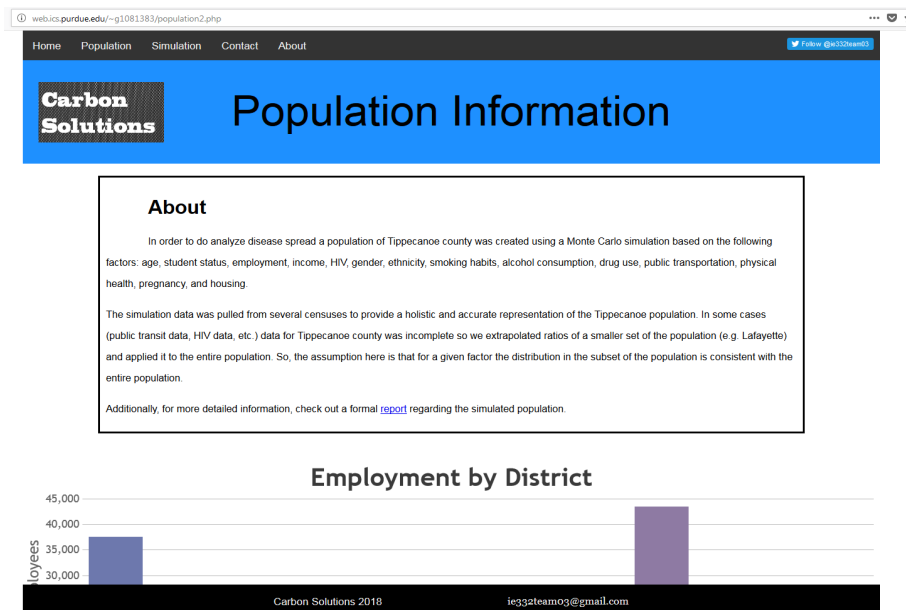 web.ics.purdue.edu/~g1081383/population2.php
Home Population Simulation Contact About Follow @ie332team03
Carbon
Solutions
Population Information
About
In order to do analyze disease spread a population of Tippecanoe county was created using a Monte Carlo simulation based on the following
factors: age, student status, employment, income, HIV, gender, ethnicity, smoking habits, alcohol consumption, drug use, public transportation, physical
health, pregnancy, and housing.
The simulation data was pulled from several censuses to provide a holistic and accurate representation of the Tippecanoe population. In some cases
(public transit data, HIV data, etc.) data for Tippecanoe county was incomplete so we extrapolated ratios of a smaller set of the population (e.g. Lafayette)
and applied it to the entire population. So, the assumption here is that for a given factor the distribution in the subset of the population is consistent with the
entire population.
Additionally, for more detailed information, check out a formal report regarding the simulated population.
Employment by District
45,000
40,000
35,000
30,000
Carbon Solutions 2018 ie332team03@gmail.com